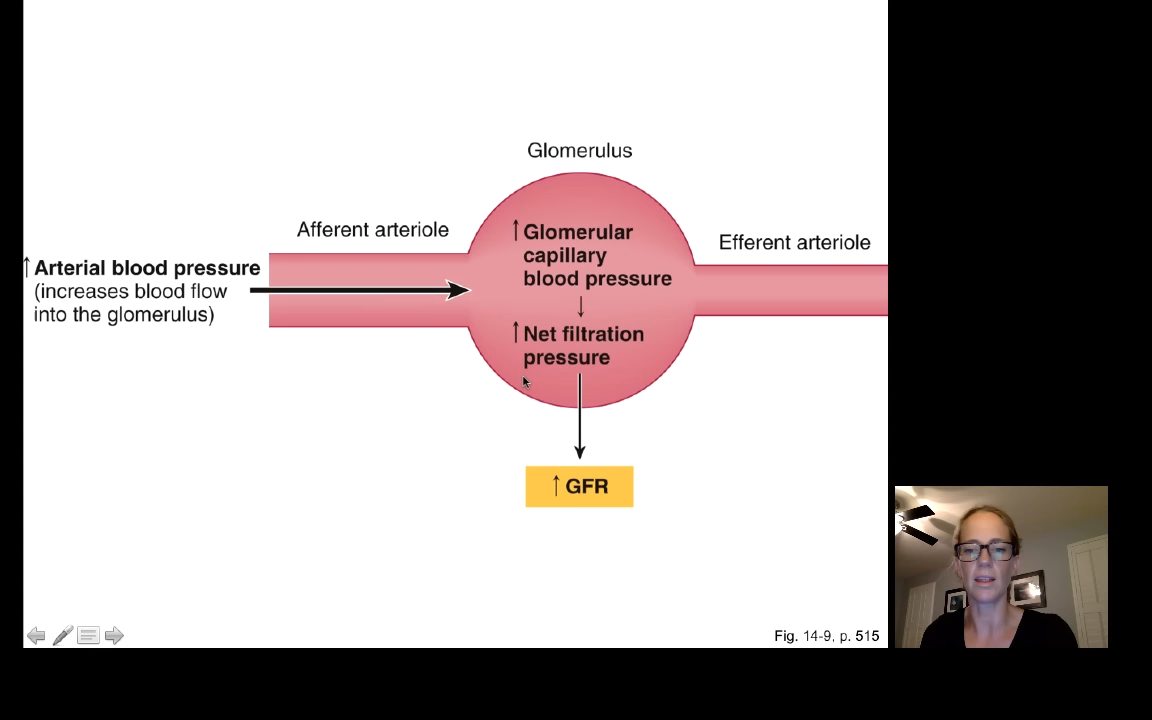 Glomerulus
Afferent arteriole
Efferent arteriole
↑ Arterial blood pressure
(increases blood flow
into the glomerulus)
↑ Glomerular
capillary
blood pressure
↓
↑ Net filtration
pressure
↑ GFR
Fig. 14-9, p. 515